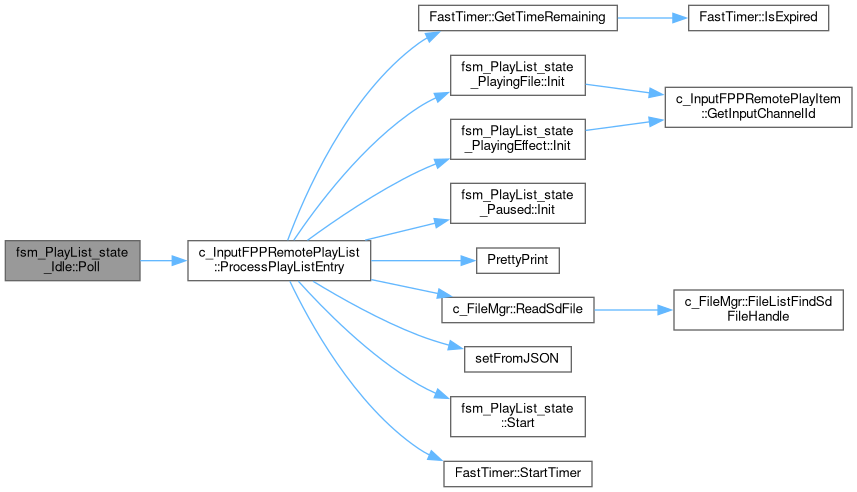 fsm_PlayList_state
_Idle::Poll
c_InputFPPRemotePlayList
::ProcessPlayListEntry
FastTimer::GetTimeRemaining
FastTimer::IsExpired
fsm_PlayList_state
_PlayingFile::Init
c_InputFPPRemotePlayItem
::GetInputChannelId
fsm_PlayList_state
_PlayingEffect::Init
fsm_PlayList_state
_Paused::Init
PrettyPrint
c_FileMgr::ReadSdFile
c_FileMgr::FileListFindSd
FileHandle
setFromJSON
fsm_PlayList_state
::Start
FastTimer::StartTimer